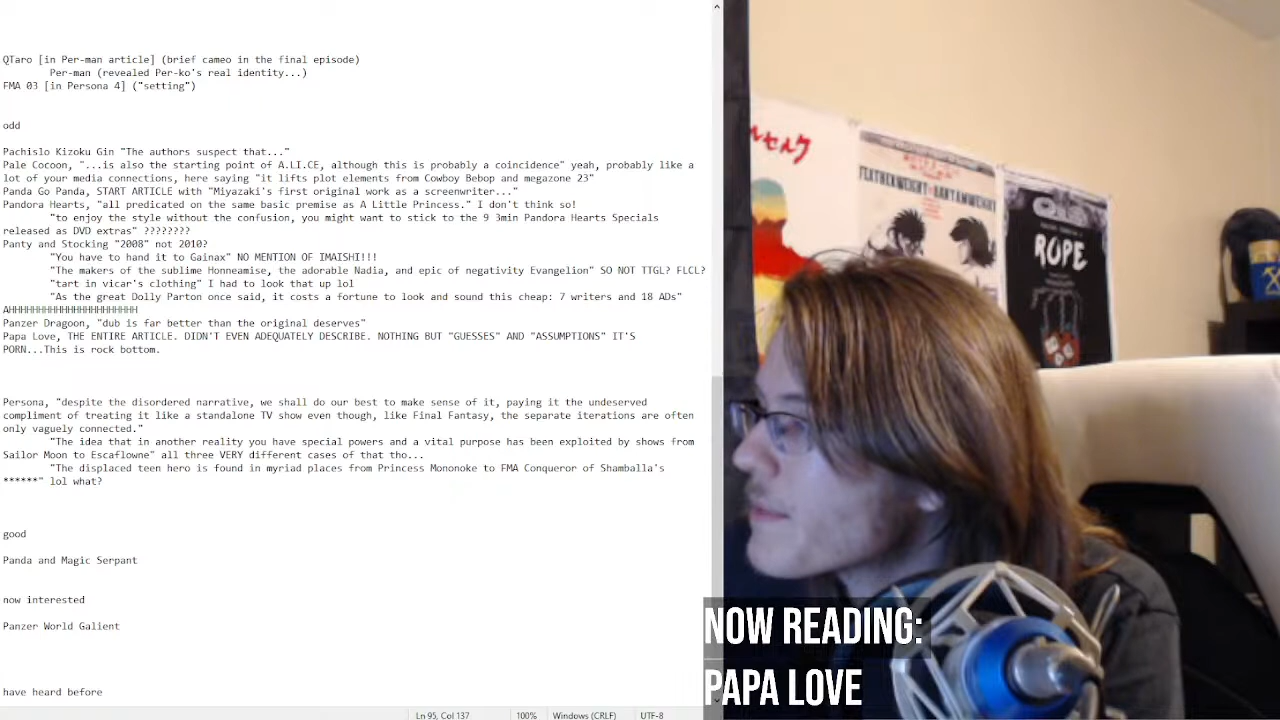 QTaro [in Per-man article] (brief cameo in the final episode)
Per-man (revealed Per-ko's real identity...)
FMA 03 [in Persona 4] ("setting")
odd
Pachislo Kizoku Gin "The authors suspect that..."
Pale Cocoon, "...is also the starting point of A.LI.CE, although this is probably a coincidence" yeah, probably like a
lot of your media connections, here saying "it lifts plot elements from Cowboy Bebop and megazone 23"
Panda Go Panda, START ARTICLE with "Miyazaki's first original work as a screenwriter..."
Pandora Hearts, "all predicated on the same basic premise as A Little Princess." I don't think so!
"to enjoy the style without the confusion, you might want to stick to the 9 3min Pandora Hearts Specials
released as DVD extras" ????????
Panty and Stocking "2008" not 2010?
"You have to hand it to Gainax" NO MENTION OF IMAISHI!!!
"The makers of the sublime Honneamise, the adorable Nadia, and epic of negativity Evangelion" SO NOT TTGL? FLCL?
"tart in vicar's clothing" I had to look that up lol
"As the great Dolly Parton once said, it costs a fortune to look and sound this cheap: 7 writers and 18 ADs"
AHHHHHHHHHHHHHHHHHHHHHH
Panzer Dragoon, "dub is far better than the original deserves"
Papa Love, THE ENTIRE ARTICLE. DIDN'T EVEN ADEQUATELY DESCRIBE. NOTHING BUT "GUESSES" AND "ASSUMPTIONS" IT'S
PORN...This is rock bottom.
Persona, "despite the disordered narrative, we shall do our best to make sense of it, paying it the undeserved
compliment of treating it like a standalone TV show even though, like Final Fantasy, the separate iterations are often
only vaguely connected."
"The idea that in another reality you have special powers and a vital purpose has been exploited by shows from
Sailor Moon to Escaflowne" all three VERY different cases of that tho...
"The displaced teen hero is found in myriad places from Princess Mononoke to FMA Conqueror of Shamballa's
******" lol what?
good
Panda and Magic Serpant
now interested
Panzer World Galient
have heard before
Ln 95, Col 137 100% Windows (CRLF) UTF-8
FEATHERWEIGHT BANTAMWEIGHT
ROPE
NOW READING:
PAPA LOVE